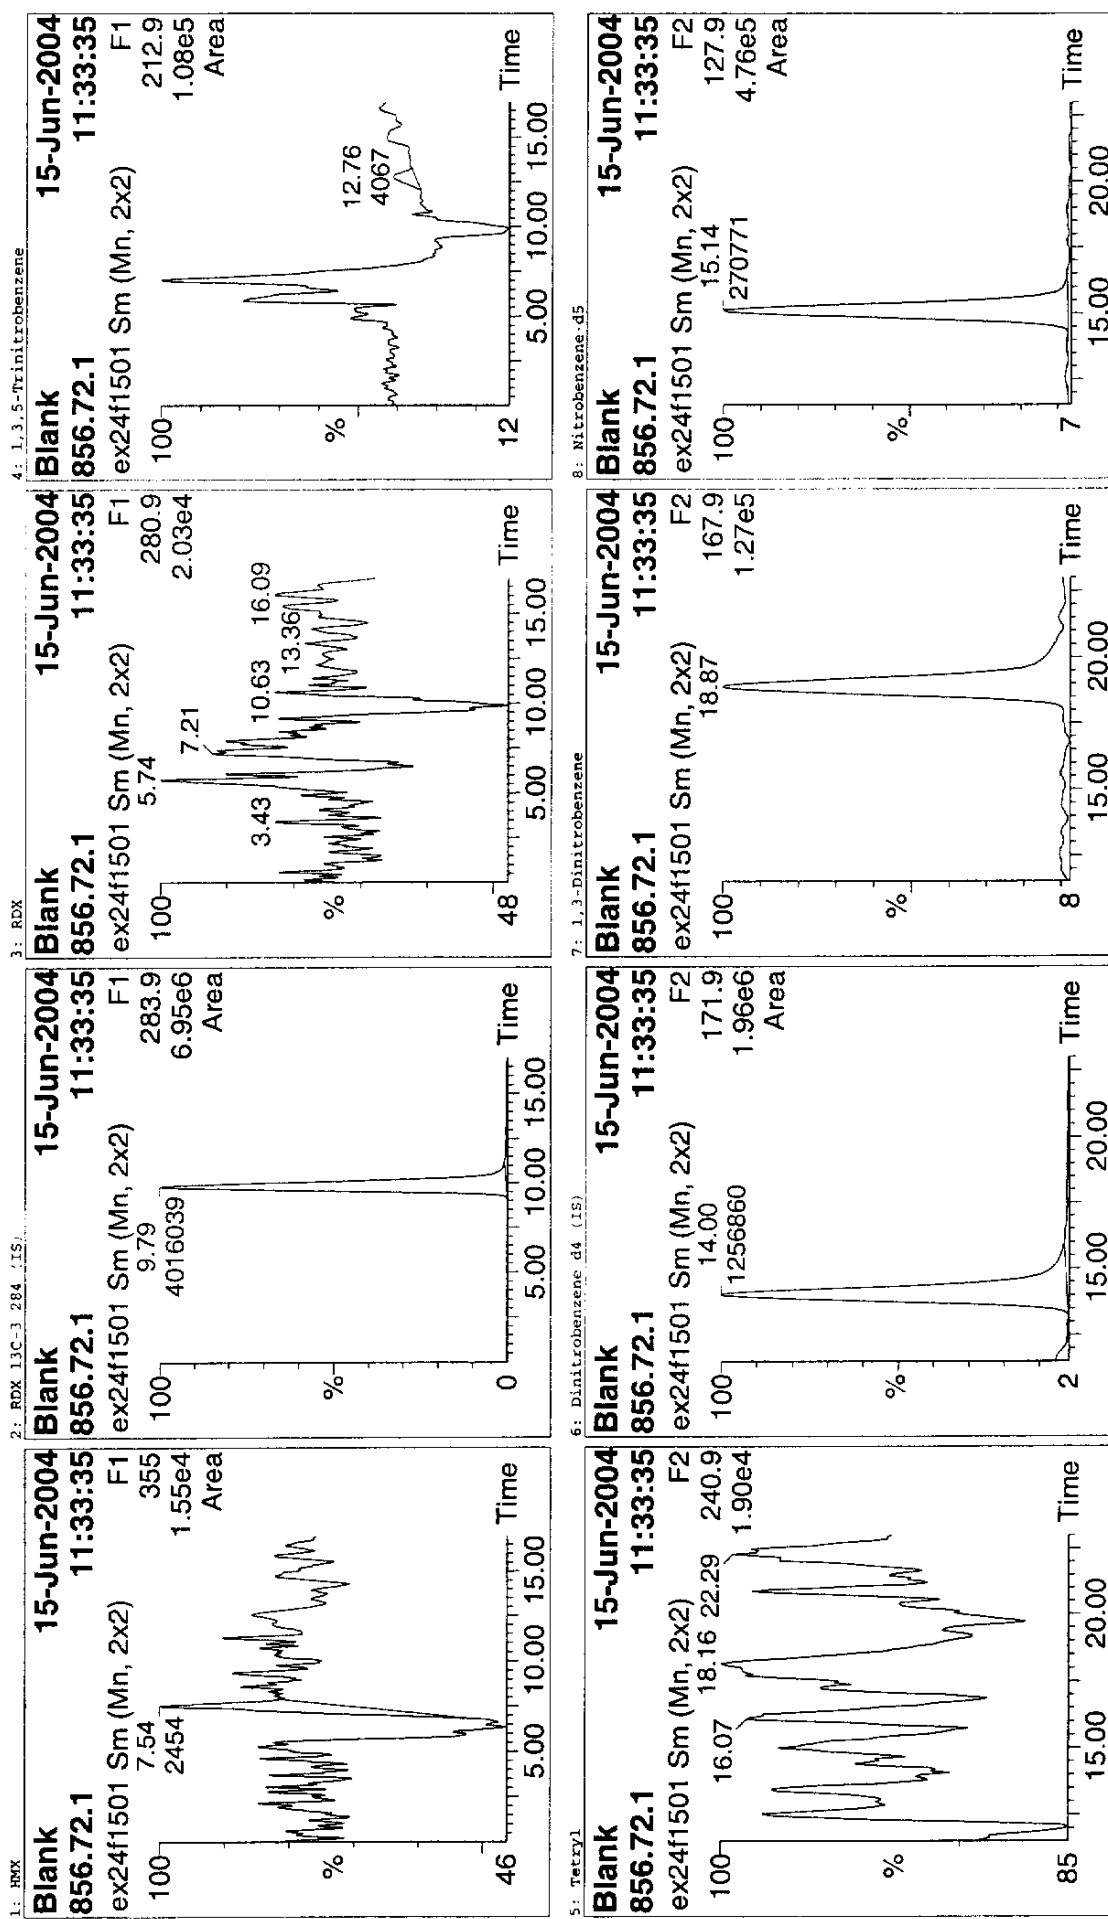 1: HMX
Blank 15-Jun-2004
856.72.1 11:33:35
ex24f1501 Sm (Mn, 2x2) F1
7.54 355
2454 1.55e4
Area
100
%
46
5.00 10.00 15.00 Time
2: RDX 13C-3 284 (IS)
Blank 15-Jun-2004
856.72.1 11:33:35
ex24f1501 Sm (Mn, 2x2) F1
9.79 283.9
4016039 6.95e6
Area
100
%
0
5.00 10.00 15.00 Time
3: RDX
Blank 15-Jun-2004
856.72.1 11:33:35
ex24f1501 Sm (Mn, 2x2) F1
5.74 280.9
2.03e4
7.21
3.43 10.63 13.36 16.09
100
%
48
5.00 10.00 15.00 Time
4: 1,3,5-Trinitrobenzene
Blank 15-Jun-2004
856.72.1 11:33:35
ex24f1501 Sm (Mn, 2x2) F1
212.9
1.08e5
Area
12.76
4067
100
%
12
5.00 10.00 15.00 Time
5: Tetryl
Blank 15-Jun-2004
856.72.1 11:33:35
ex24f1501 Sm (Mn, 2x2) F2
16.07 18.16 22.29 240.9
1.90e4
100
%
85
15.00 20.00 Time
6: Dinitrobenzene d4 (IS)
Blank 15-Jun-2004
856.72.1 11:33:35
ex24f1501 Sm (Mn, 2x2) F2
14.00 171.9
1256860 1.96e6
Area
100
%
2
15.00 20.00 Time
7: 1,3-Dinitrobenzene
Blank 15-Jun-2004
856.72.1 11:33:35
ex24f1501 Sm (Mn, 2x2) F2
18.87 167.9
1.27e5
100
%
8
15.00 20.00 Time
8: Nitrobenzene-d5
Blank 15-Jun-2004
856.72.1 11:33:35
ex24f1501 Sm (Mn, 2x2) F2
15.14 127.9
270771 4.76e5
Area
100
%
7
15.00 20.00 Time